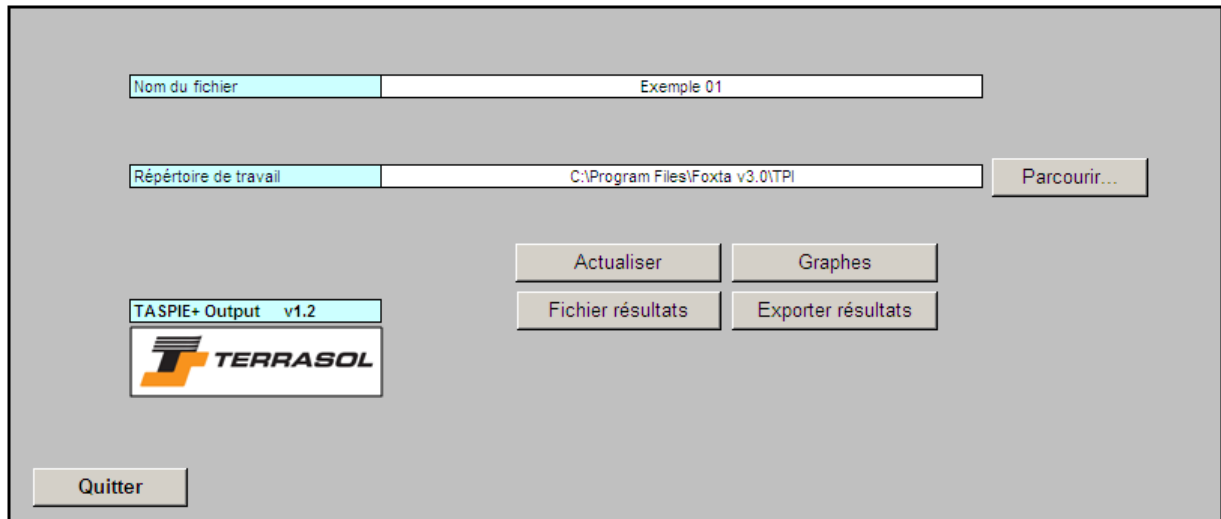 Nom du fichier Exemple 01
Répértoire de travail C:\Program Files\Foxta v3.0\TPI Parcourir...
Actualiser Graphes
TASPIE+ Output v1.2 Fichier résultats Exporter résultats
TERRASOL
Quitter